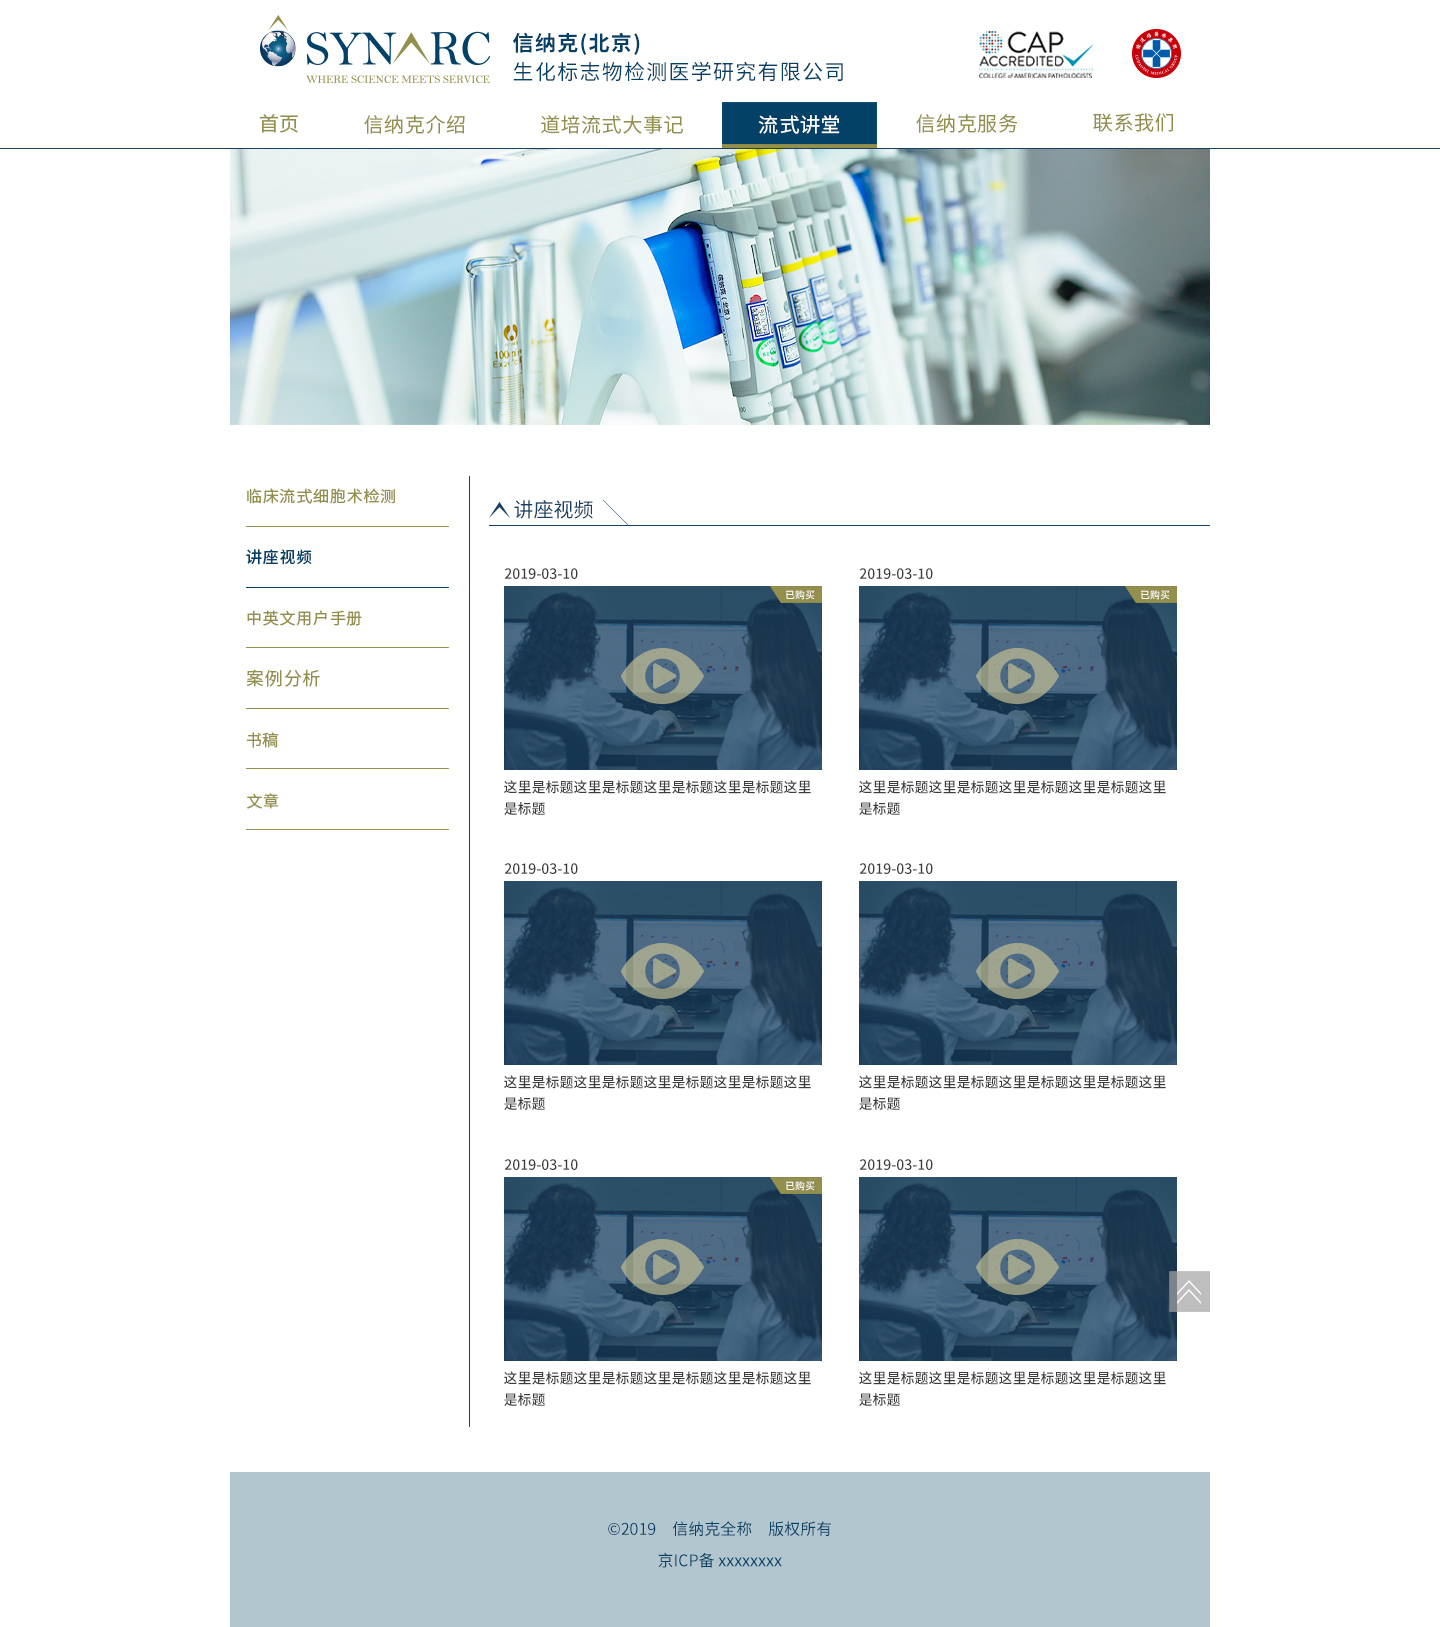 SYNARC
WHERE SCIENCE MEETS SERVICE
信纳克(北京)
生化标志物检测医学研究有限公司
CAP
ACCREDITED
COLLEGE of AMERICAN PATHOLOGISTS
首页 信纳克介绍 道培流式大事记 流式讲堂 信纳克服务 联系我们
临床流式细胞术检测
讲座视频
中英文用户手册
案例分析
书稿
文章
讲座视频
2019-03-10
已购买
这里是标题这里是标题这里是标题这里是标题这里
是标题
2019-03-10
已购买
这里是标题这里是标题这里是标题这里是标题这里
是标题
2019-03-10
这里是标题这里是标题这里是标题这里是标题这里
是标题
2019-03-10
这里是标题这里是标题这里是标题这里是标题这里
是标题
2019-03-10
已购买
这里是标题这里是标题这里是标题这里是标题这里
是标题
2019-03-10
这里是标题这里是标题这里是标题这里是标题这里
是标题
©2019 信纳克全称 版权所有
京ICP备 xxxxxxxx